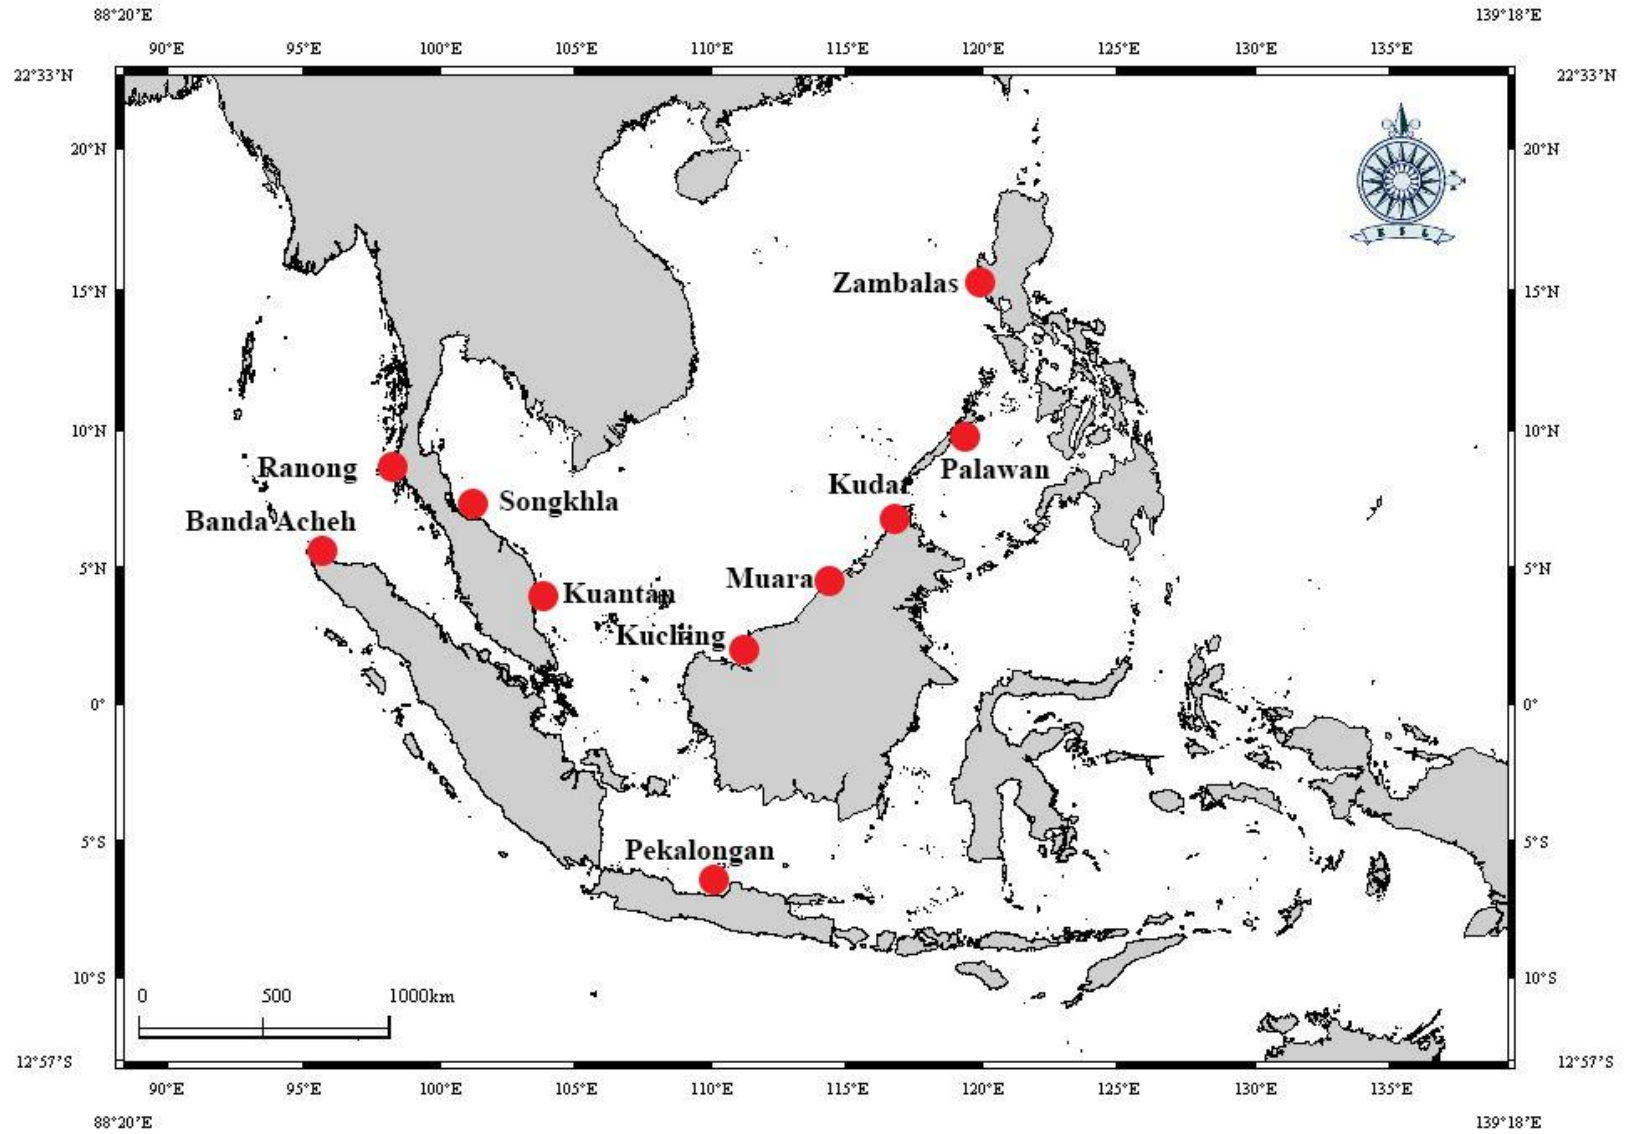 88°20'E 139°18'E
90°E 95°E 100°E 105°E 110°E 115°E 120°E 125°E 130°E 135°E
22°33'N 22°33'N
20°N 20°N
Zambalas
15°N 15°N
10°N 10°N
Ranong
Palawan
Kudat
Songkhla
Banda Acheh
5°N 5°N
Muara
Kuantan
Kuching
0° 0°
5°S 5°S
Pekalongan
10°S 10°S
0 500 1000km
12°57'S 12°57'S
90°E 95°E 100°E 105°E 110°E 115°E 120°E 125°E 130°E 135°E
88°20'E 139°18'E